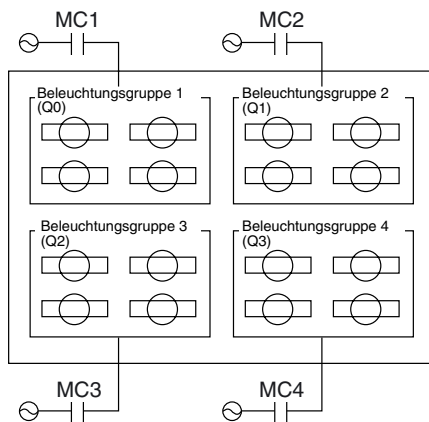 MC1
MC2
Beleuchtungsgruppe 1
(Q0)
Beleuchtungsgruppe 2
(Q1)
Beleuchtungsgruppe 3
(Q2)
Beleuchtungsgruppe 4
(Q3)
MC3
MC4